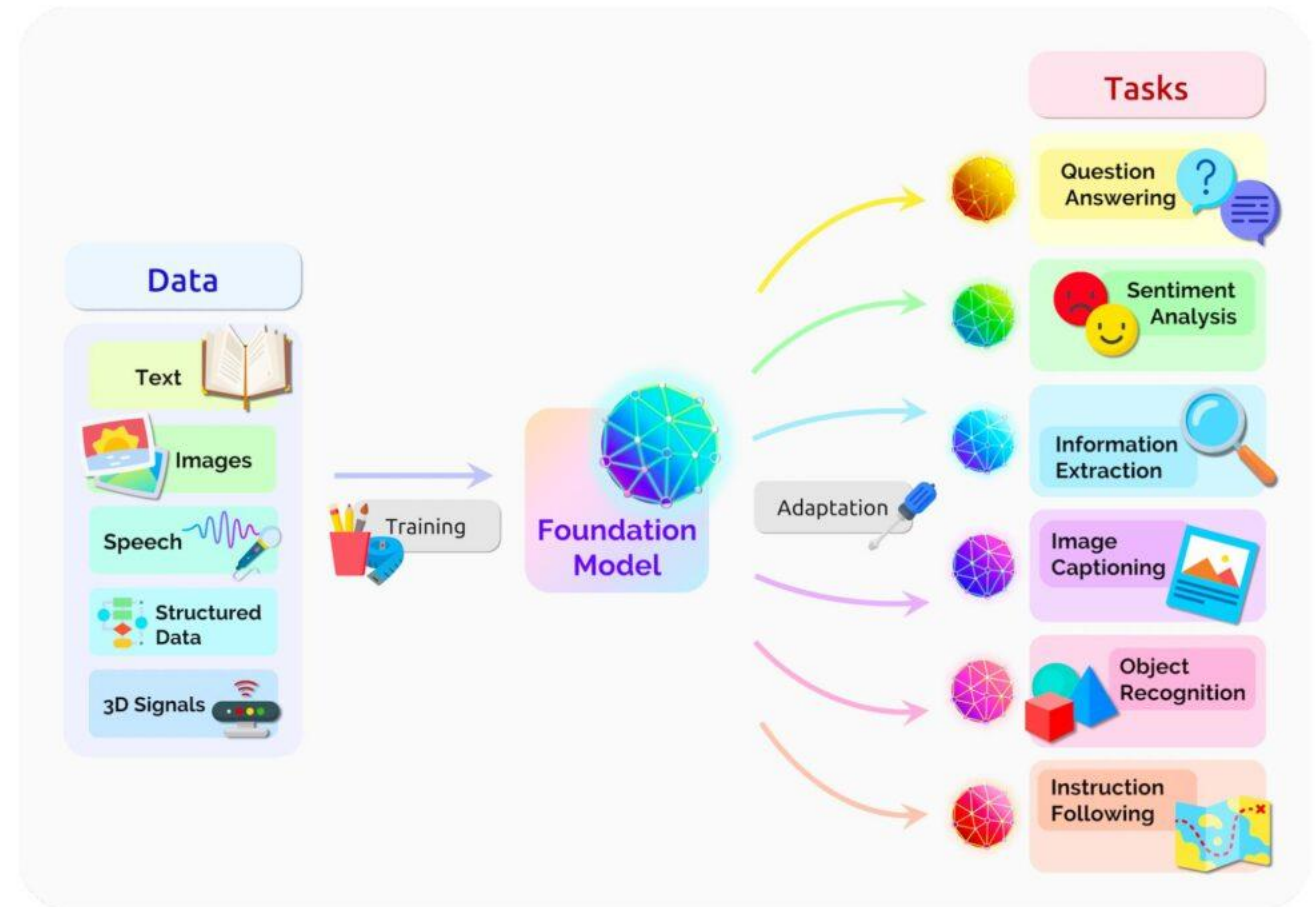 Data
Text
Images
Speech
Structured
Data
3D Signals
Training
Foundation
Model
Adaptation
Tasks
Question
Answering
?
Sentiment
Analysis
Information
Extraction
Image
Captioning
Object
Recognition
Instruction
Following